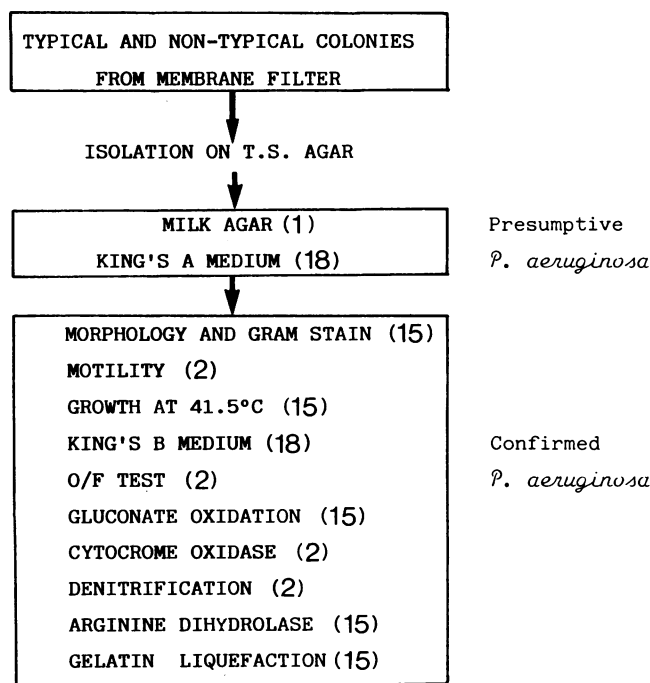 TYPICAL AND NON-TYPICAL COLONIES
FROM MEMBRANE FILTER
ISOLATION ON T.S. AGAR
MILK AGAR (1)
KING'S A MEDIUM (18)
Presumptive
P. aeruginosa
MORPHOLOGY AND GRAM STAIN (15)
MOTILITY (2)
GROWTH AT 41.5°C (15)
KING'S B MEDIUM (18)
O/F TEST (2)
GLUCONATE OXIDATION (15)
CYTOCROME OXIDASE (2)
DENITRIFICATION (2)
ARGININE DIHYDROLASE (15)
GELATIN LIQUEFACTION (15)
Confirmed
P. aeruginosa